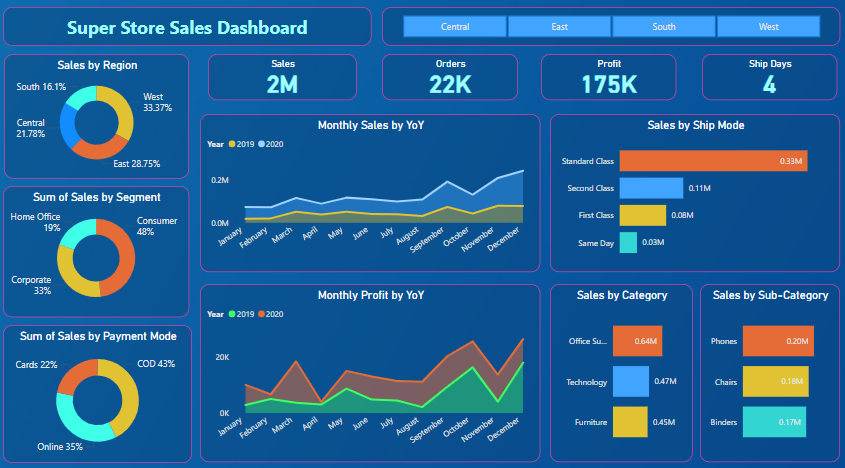 Super Store Sales Dashboard
Central
East
South
West
Sales by Region
South 16.1%
West
33.37%
Central
21.78%
East 28.75%
Sales
2M
Orders
22K
Profit
175K
Ship Days
4
Monthly Sales by YoY
Year 2019 2020
0.2M
0.0M
January
February
March
April
May
June
July
August
September
October
November
December
Sales by Ship Mode
Standard Class
0.33M
Second Class
0.11M
First Class
0.08M
Same Day
0.03M
Sum of Sales by Segment
Home Office
19%
Consumer
48%
Corporate
33%
Monthly Profit by YoY
Year 2019 2020
20K
0K
January
February
March
April
May
June
July
August
September
October
November
December
Sales by Category
Office Su...
0.64M
Technology
0.47M
Furniture
0.45M
Sales by Sub-Category
Phones
0.20M
Chairs
0.18M
Binders
0.17M
Sum of Sales by Payment Mode
Cards 22%
COD 43%
Online 35%